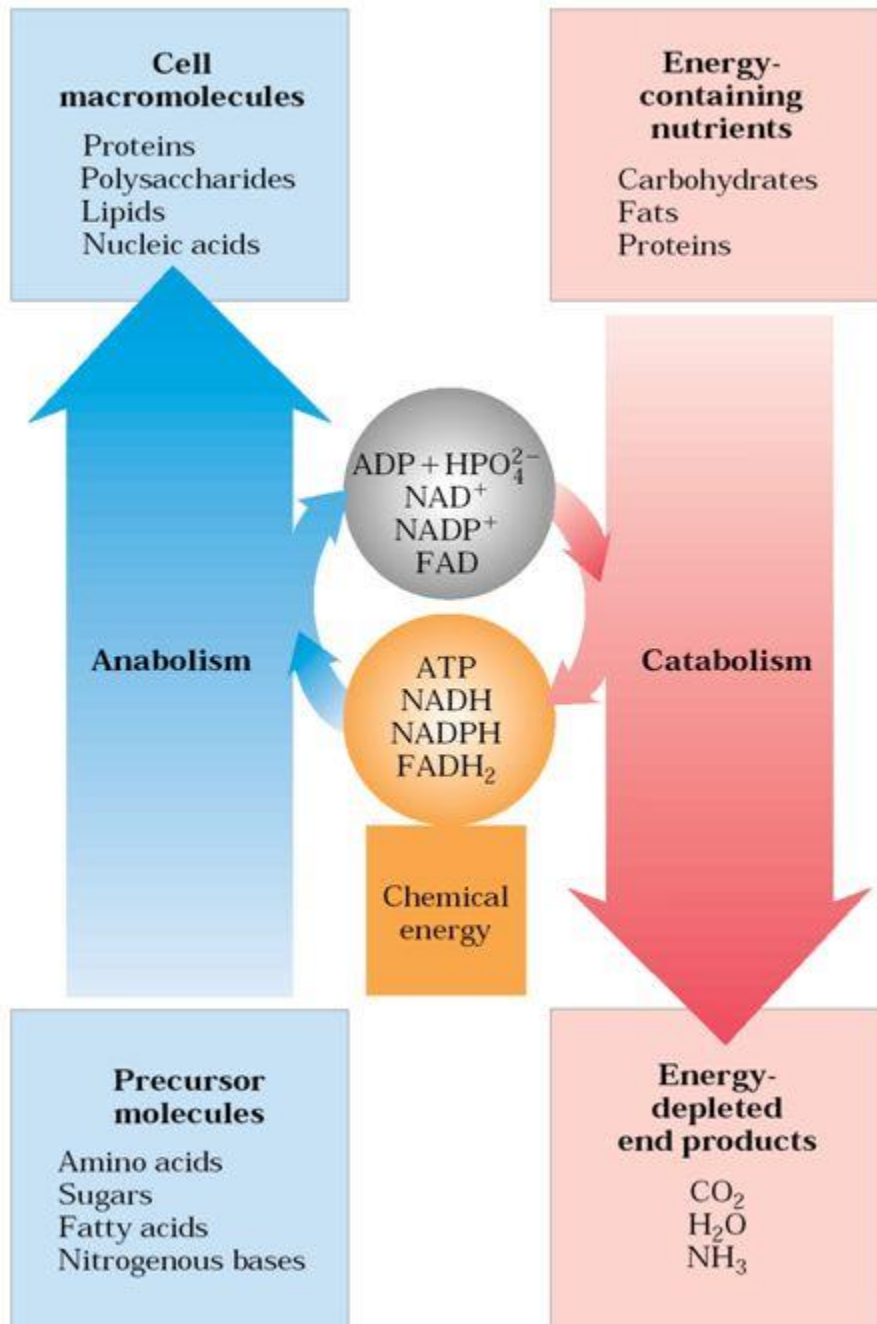 Cell
macromolecules
Proteins
Polysaccharides
Lipids
Nucleic acids
Energy-
containing
nutrients
Carbohydrates
Fats
Proteins
ADP + HPO₄²⁻
NAD⁺
NADP⁺
FAD
Anabolism
ATP
NADH
NADPH
FADH₂
Catabolism
Chemical
energy
Precursor
molecules
Amino acids
Sugars
Fatty acids
Nitrogenous bases
Energy-
depleted
end products
CO₂
H₂O
NH₃